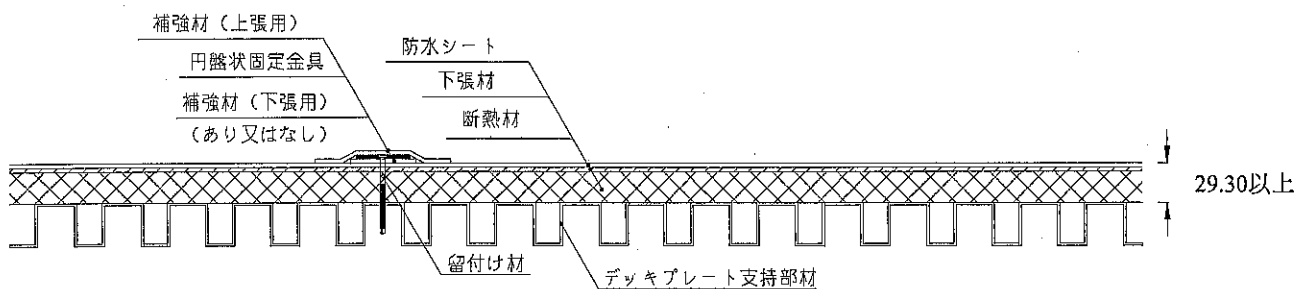 補強材（上張用）
円盤状固定金具
補強材（下張用）
（あり又はなし）
防水シート
下張材
断熱材
29.30以上
留付け材
デッキプレート支持部材